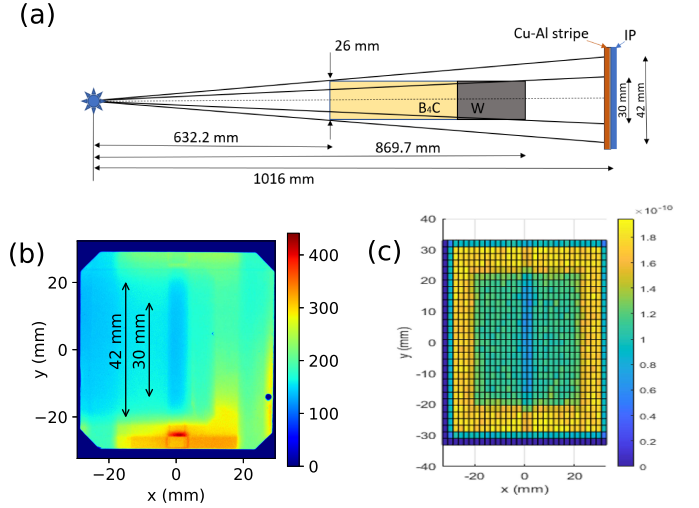 (a)
Cu-Al stripe
IP
26 mm
B₄C
W
30 mm
42 mm
632.2 mm
869.7 mm
1016 mm
(b)
42 mm
30 mm
20
0
−20
y (mm)
−20
0
20
x (mm)
400
300
200
100
0
(c)
×10⁻¹⁰
40
30
20
10
0
-10
-20
-30
-40
y (mm)
-20
0
20
x (mm)
1.8
1.6
1.4
1.2
1
0.8
0.6
0.4
0.2
0